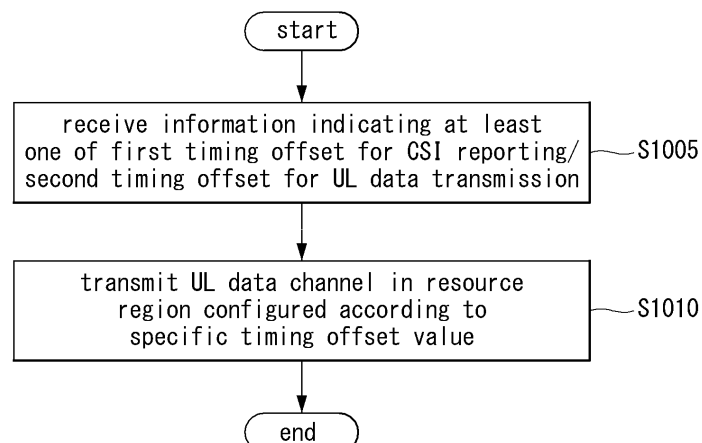 start
receive information indicating at least
one of first timing offset for CSI reporting/
second timing offset for UL data transmission
S1005
transmit UL data channel in resource
region configured according to
specific timing offset value
S1010
end